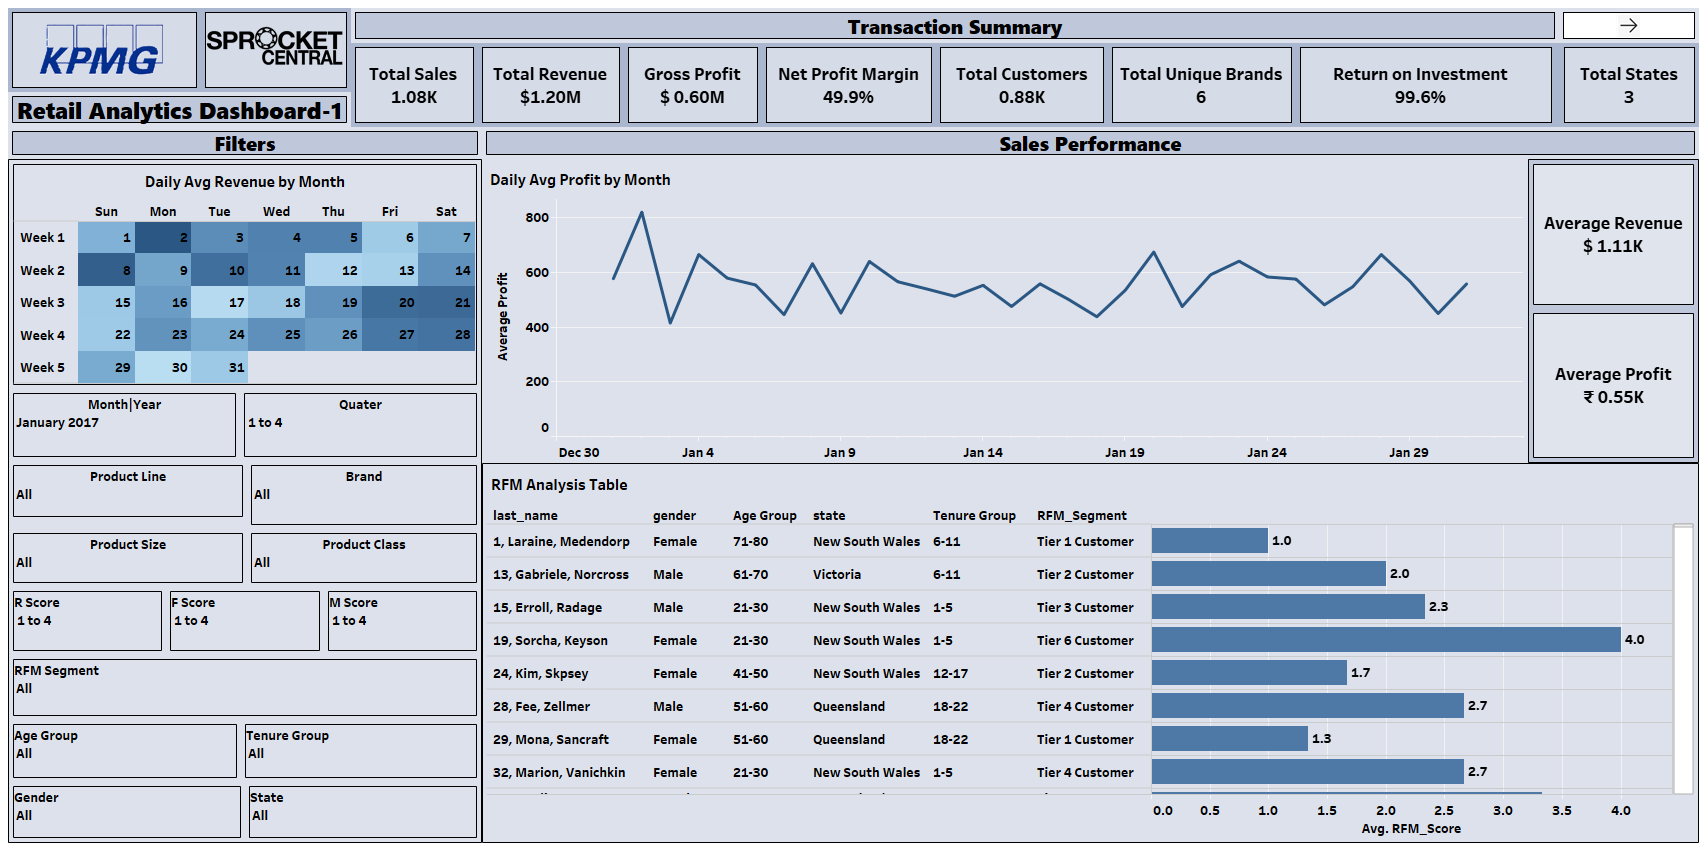 KPMG
SPROCKET
CENTRAL
Retail Analytics Dashboard-1
Transaction Summary
→
Total Sales
1.08K
Total Revenue
$1.20M
Gross Profit
$ 0.60M
Net Profit Margin
49.9%
Total Customers
0.88K
Total Unique Brands
6
Return on Investment
99.6%
Total States
3
Filters
Daily Avg Revenue by Month
Sun Mon Tue Wed Thu Fri Sat
Week 1 1 2 3 4 5 6 7
Week 2 8 9 10 11 12 13 14
Week 3 15 16 17 18 19 20 21
Week 4 22 23 24 25 26 27 28
Week 5 29 30 31
Month|Year
January 2017
Quater
1 to 4
Product Line
All
Brand
All
Product Size
All
Product Class
All
R Score
1 to 4
F Score
1 to 4
M Score
1 to 4
RFM Segment
All
Age Group
All
Tenure Group
All
Gender
All
State
All
Sales Performance
Daily Avg Profit by Month
Average Profit
800
600
400
200
0
Dec 30 Jan 4 Jan 9 Jan 14 Jan 19 Jan 24 Jan 29
Average Revenue
$ 1.11K
Average Profit
₹ 0.55K
RFM Analysis Table
last_name gender Age Group state Tenure Group RFM_Segment
1, Laraine, Medendorp Female 71-80 New South Wales 6-11 Tier 1 Customer 1.0
13, Gabriele, Norcross Male 61-70 Victoria 6-11 Tier 2 Customer 2.0
15, Erroll, Radage Male 21-30 New South Wales 1-5 Tier 3 Customer 2.3
19, Sorcha, Keyson Female 21-30 New South Wales 1-5 Tier 6 Customer 4.0
24, Kim, Skpsey Female 41-50 New South Wales 12-17 Tier 2 Customer 1.7
28, Fee, Zellmer Male 51-60 Queensland 18-22 Tier 4 Customer 2.7
29, Mona, Sancraft Female 51-60 Queensland 18-22 Tier 1 Customer 1.3
32, Marion, Vanichkin Female 21-30 New South Wales 1-5 Tier 4 Customer 2.7
0.0 0.5 1.0 1.5 2.0 2.5 3.0 3.5 4.0
Avg. RFM_Score